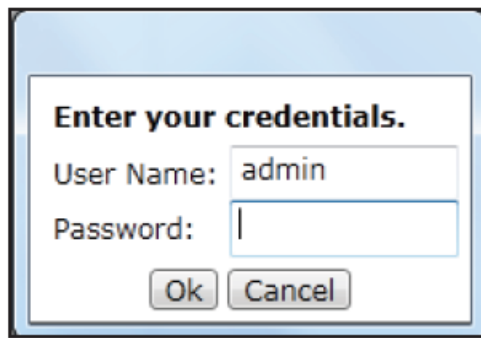 Enter your credentials.
User Name: admin
Password:
Ok Cancel